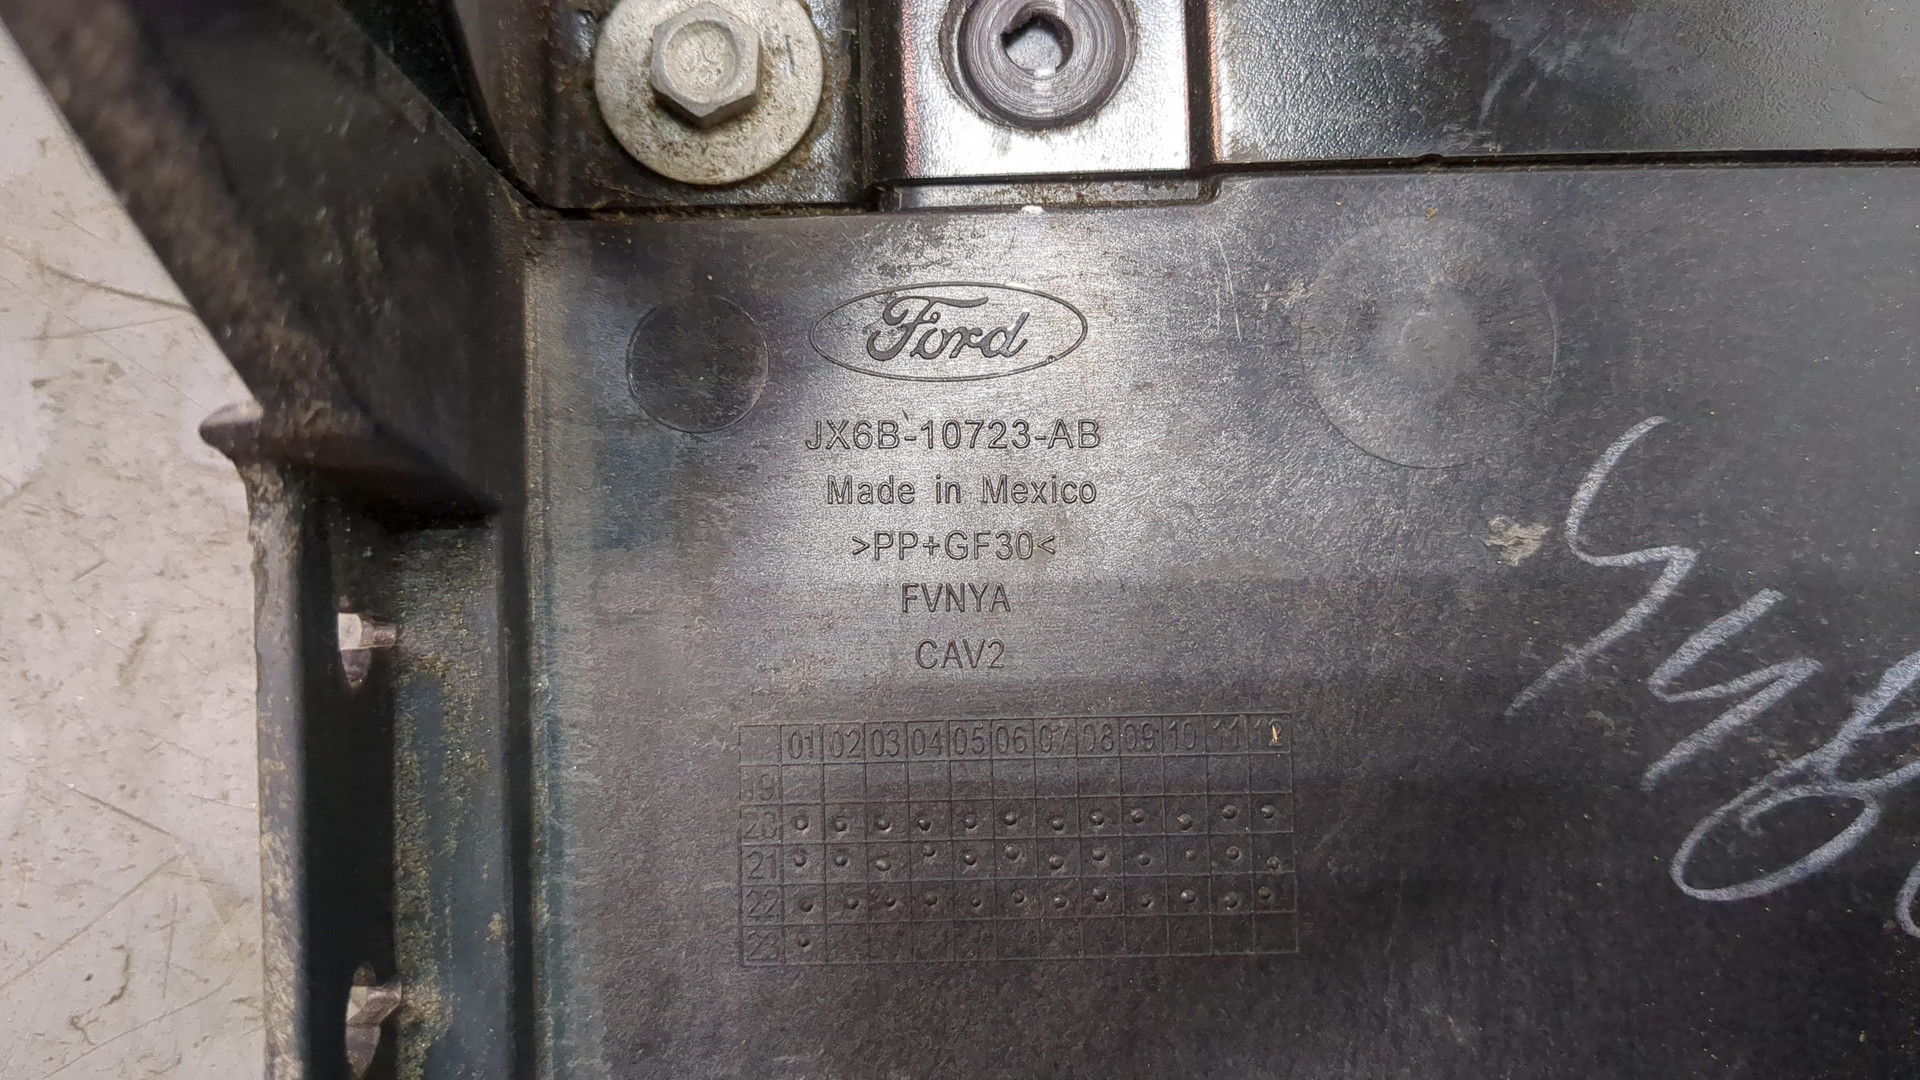 Ford
JX6B-10723-AB
Made in Mexico
>PP+GF30<
FVNYA
CAV2
01 02 03 04 05 06 07 08 09 10 11 12
19
20
21
22
23